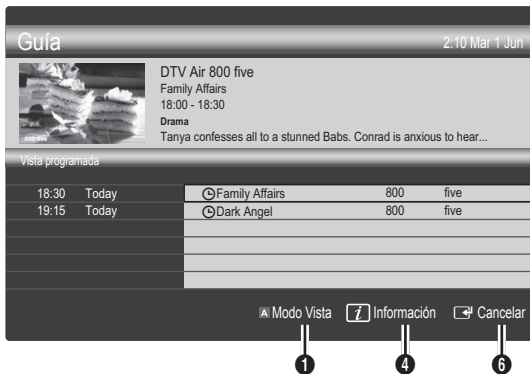 Guía 2:10 Mar 1 Jun
DTV Air 800 five
Family Affairs
18:00 - 18:30
Drama
Tanya confesses all to a stunned Babs. Conrad is anxious to hear...
800 five
Vista programada
18:30 Today Family Affairs 800 five
19:15 Today Dark Angel 800 five
A Modo Vista i Información Cancelar
1 4 6